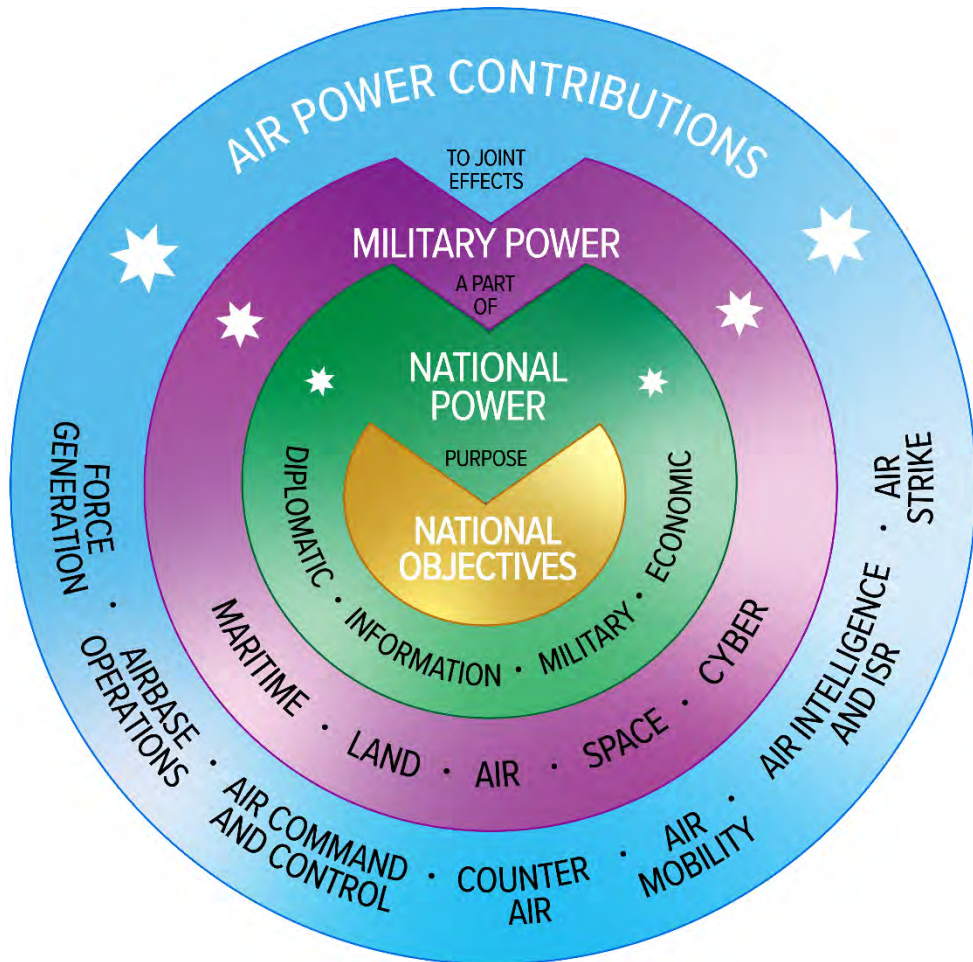 AIR POWER CONTRIBUTIONS
TO JOINT
EFFECTS
MILITARY POWER
A PART
OF
NATIONAL
POWER
PURPOSE
NATIONAL
OBJECTIVES
DIPLOMATIC · INFORMATION · MILITARY · ECONOMIC
MARITIME · LAND · AIR · SPACE · CYBER
FORCE
GENERATION ·
AIRBASE
OPERATIONS ·
AIR COMMAND
AND CONTROL ·
COUNTER
AIR ·
AIR
MOBILITY ·
AIR INTELLIGENCE
AND ISR ·
AIR
STRIKE